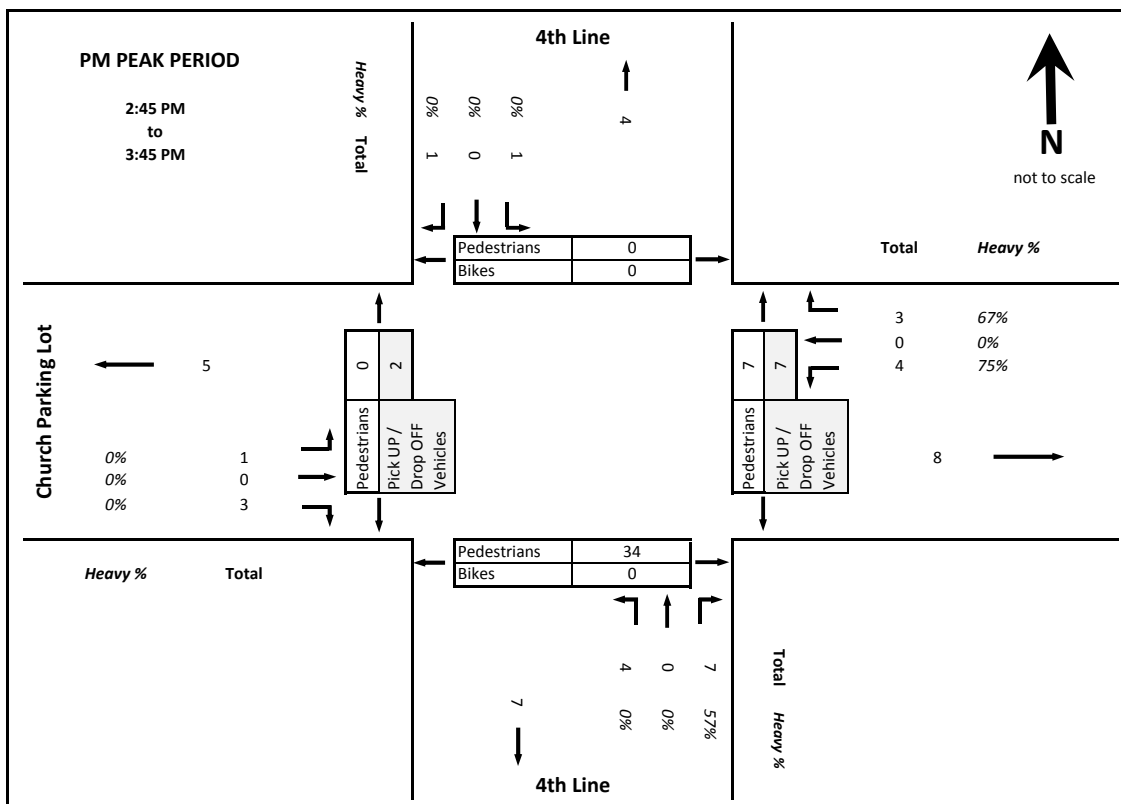 4th Line
PM PEAK PERIOD
2:45 PM
to
3:45 PM
Heavy % Total
0% 0% 0%
1 0 1
4
N
not to scale
Pedestrians 0
Bikes 0
Total Heavy %
3 67%
0 0%
4 75%
Church Parking Lot
5
0 2
Pedestrians
Pick UP /
Drop OFF
Vehicles
7 7
Pedestrians
Pick UP /
Drop OFF
Vehicles
0% 1
0% 0
0% 3
8
Pedestrians 34
Bikes 0
Heavy % Total
4 0 7
0% 0% 57%
Total Heavy %
7
4th Line